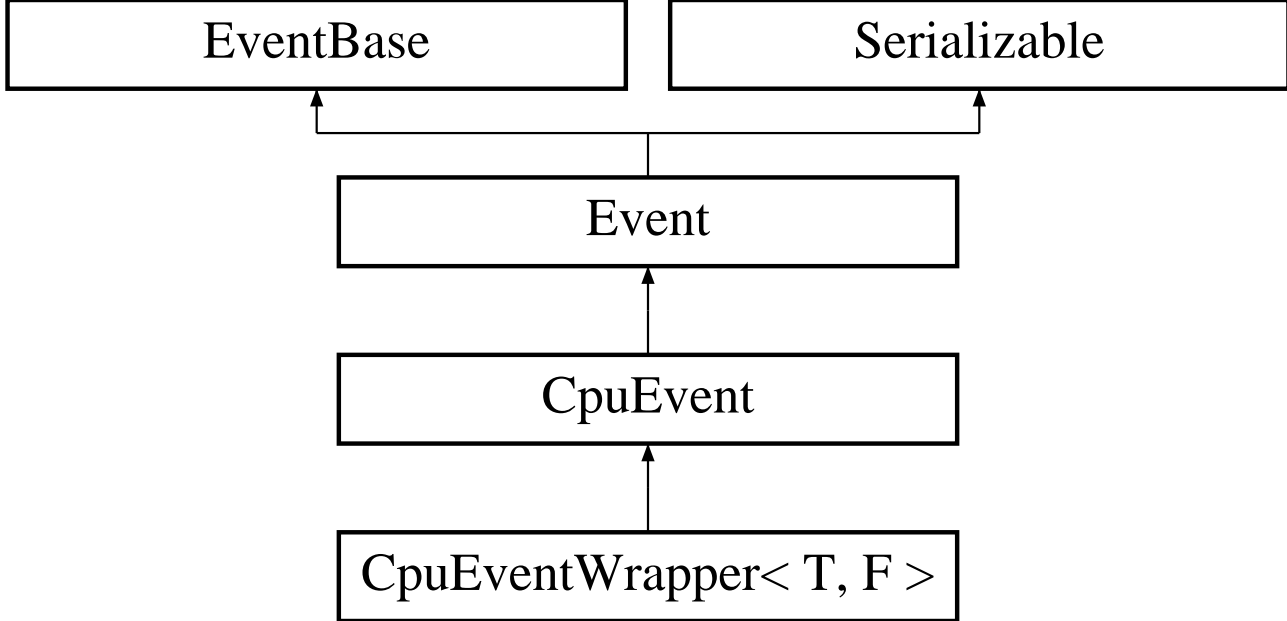 EventBase
Serializable
Event
CpuEvent
CpuEventWrapper< T, F >